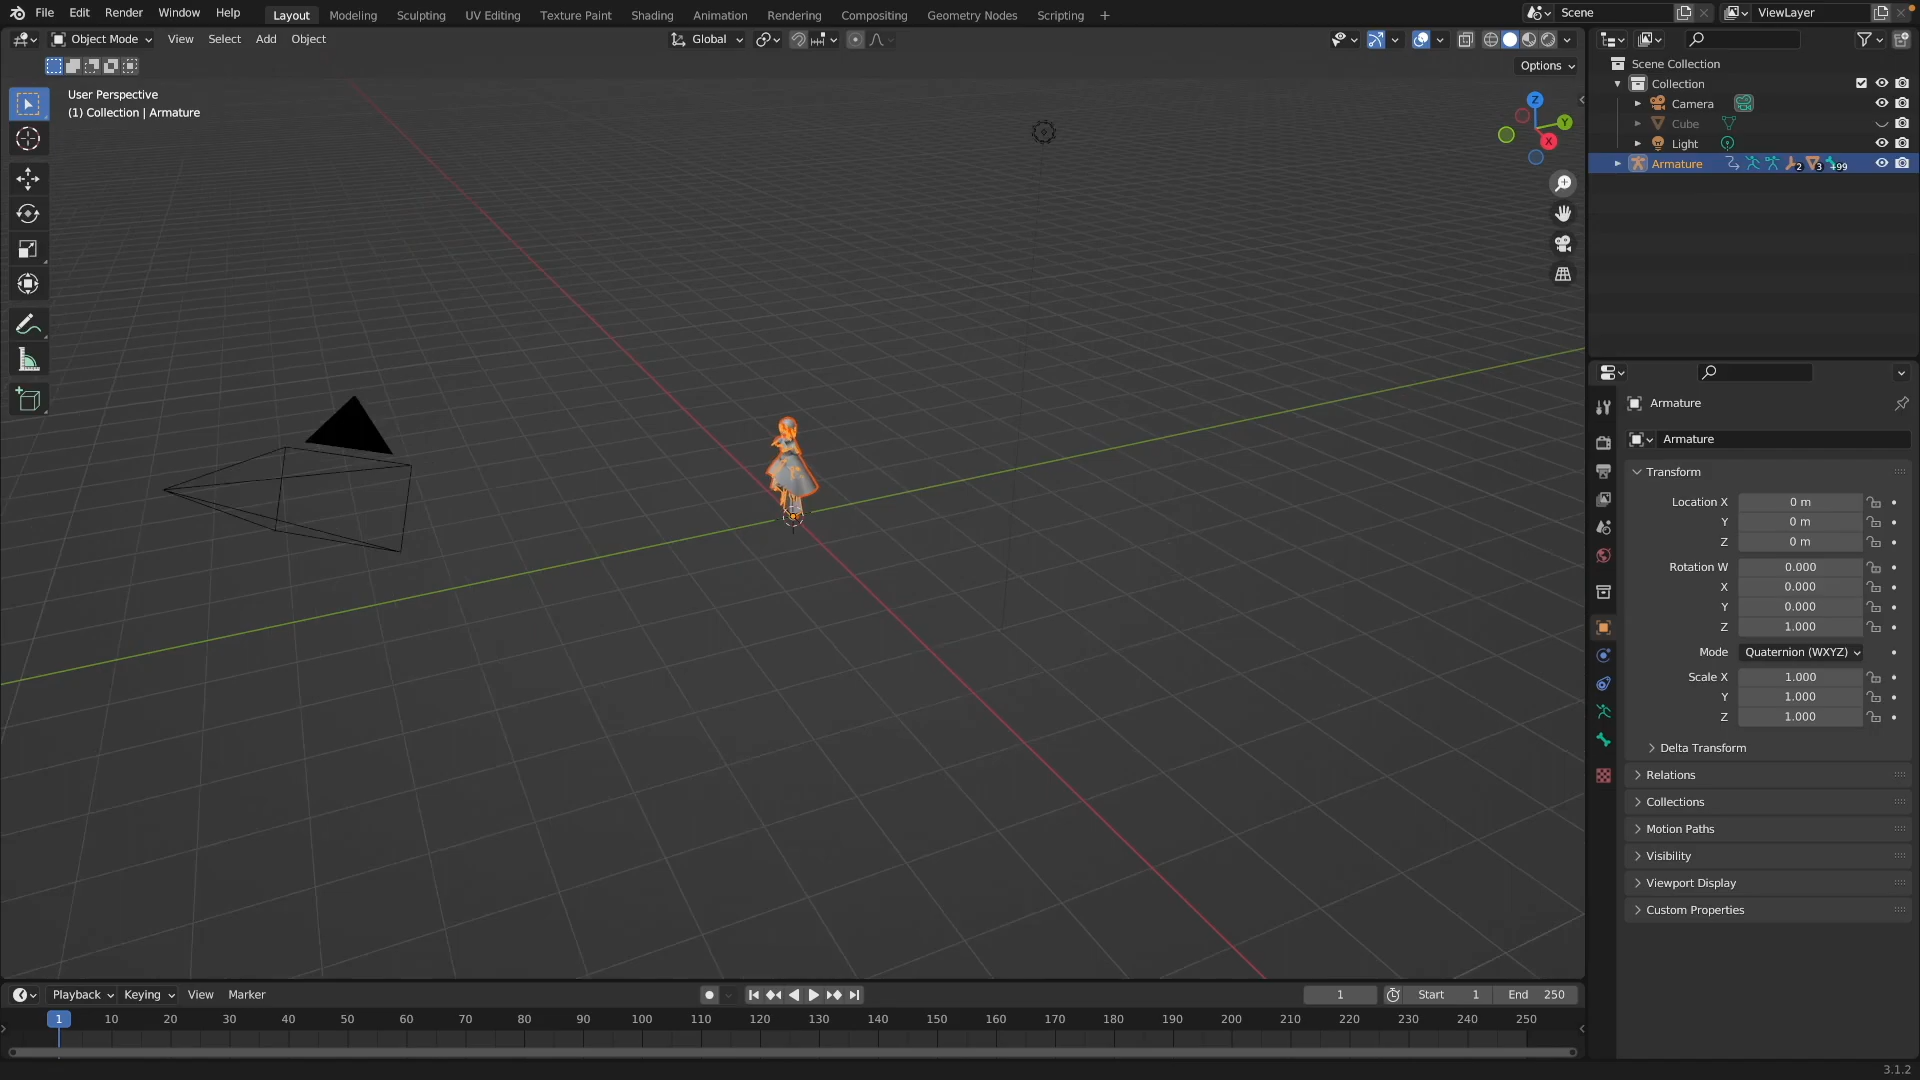 File Edit Render Window Help Layout Modeling Sculpting UV Editing Texture Paint Shading Animation Rendering Compositing Geometry Nodes Scripting + Scene ViewLayer
Object Mode View Select Add Object Global
Options
User Perspective
(1) Collection | Armature
Z
Y
X
Scene Collection
Collection
Camera
Cube
Light
Armature 2 3 +99
Armature
Armature
Transform
Location X 0 m
Y 0 m
Z 0 m
Rotation W 0.000
X 0.000
Y 0.000
Z 1.000
Mode Quaternion (WXYZ)
Scale X 1.000
Y 1.000
Z 1.000
Delta Transform
Relations
Collections
Motion Paths
Visibility
Viewport Display
Custom Properties
Playback Keying View Marker 1 Start 1 End 250
1 10 20 30 40 50 60 70 80 90 100 110 120 130 140 150 160 170 180 190 200 210 220 230 240 250
3.1.2